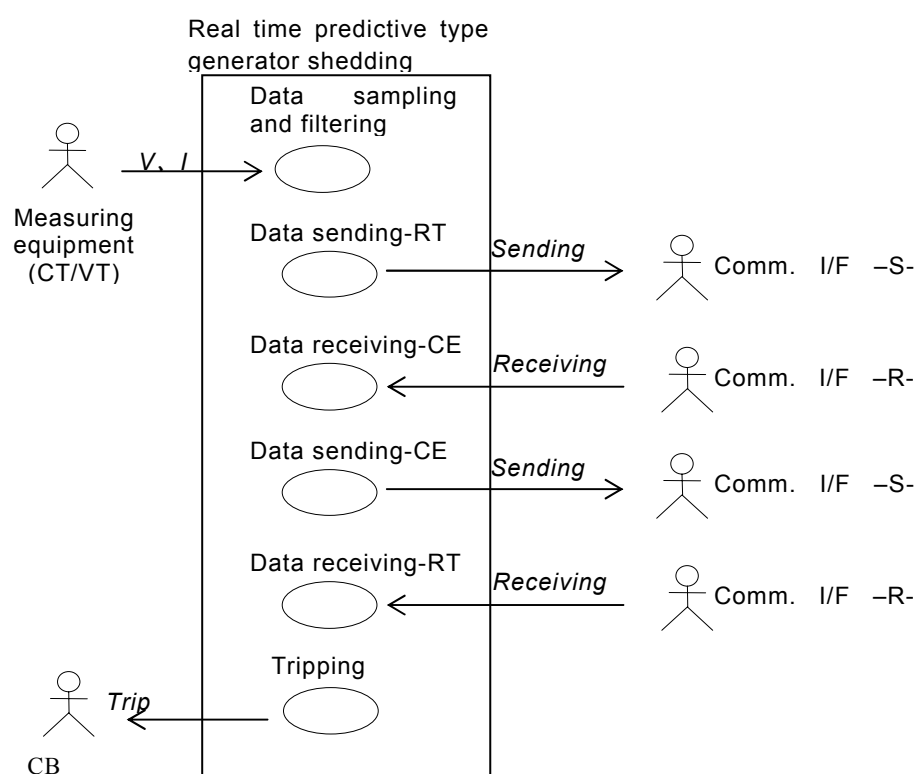 Real time predictive type
generator shedding
Data sampling
and filtering
V、I
Measuring
equipment
(CT/VT)
Data sending-RT
Sending
Comm. I/F –S-
Data receiving-CE
Receiving
Comm. I/F –R-
Data sending-CE
Sending
Comm. I/F –S-
Data receiving-RT
Receiving
Comm. I/F –R-
Tripping
Trip
CB